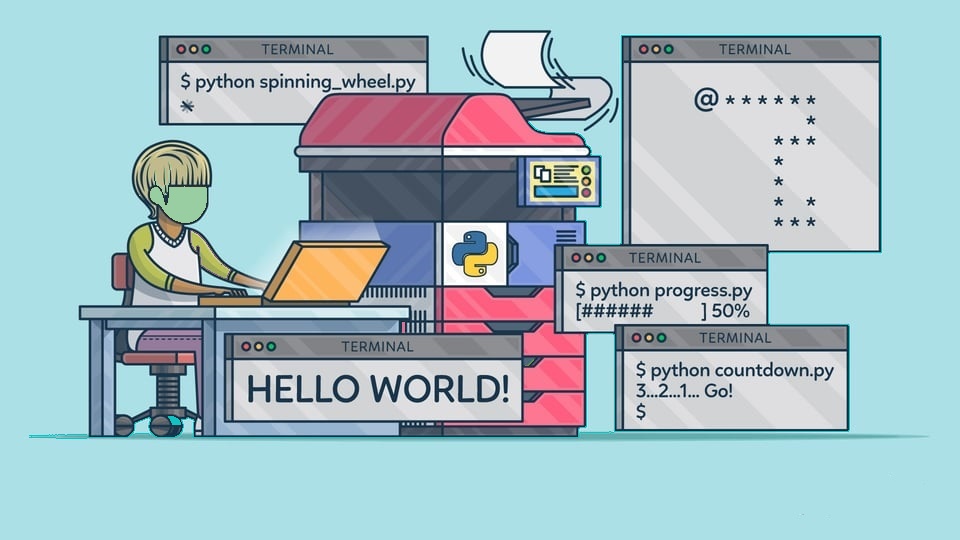 TERMINAL
$ python spinning_wheel.py
*
TERMINAL
@ * * * * * *
*
* * *
*
*
* *
* * *
TERMINAL
$ python progress.py
[###### ] 50%
TERMINAL
$ python countdown.py
3...2...1... Go!
$
TERMINAL
HELLO WORLD!